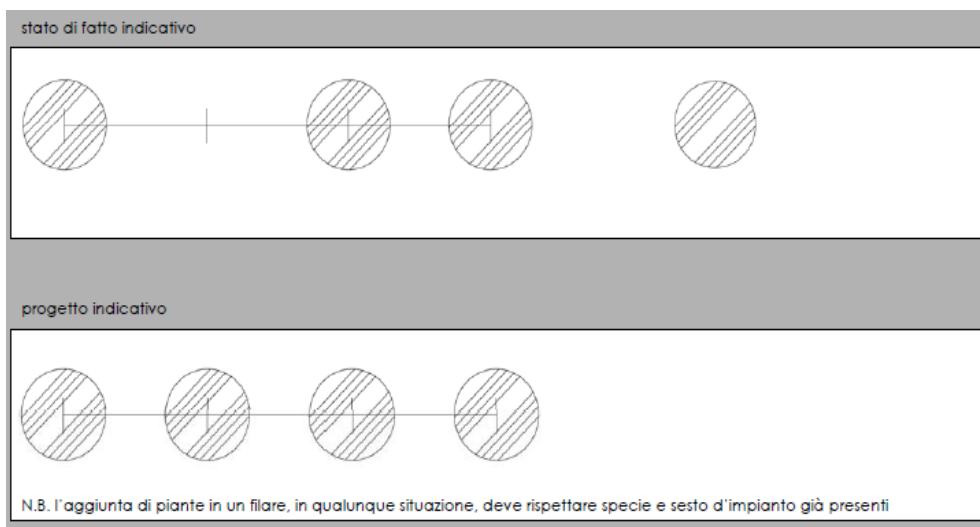 stato di fatto indicativo
progetto indicativo
N.B. l'aggiunta di piante in un filare, in qualunque situazione, deve rispettare specie e sesto d'impianto già presenti